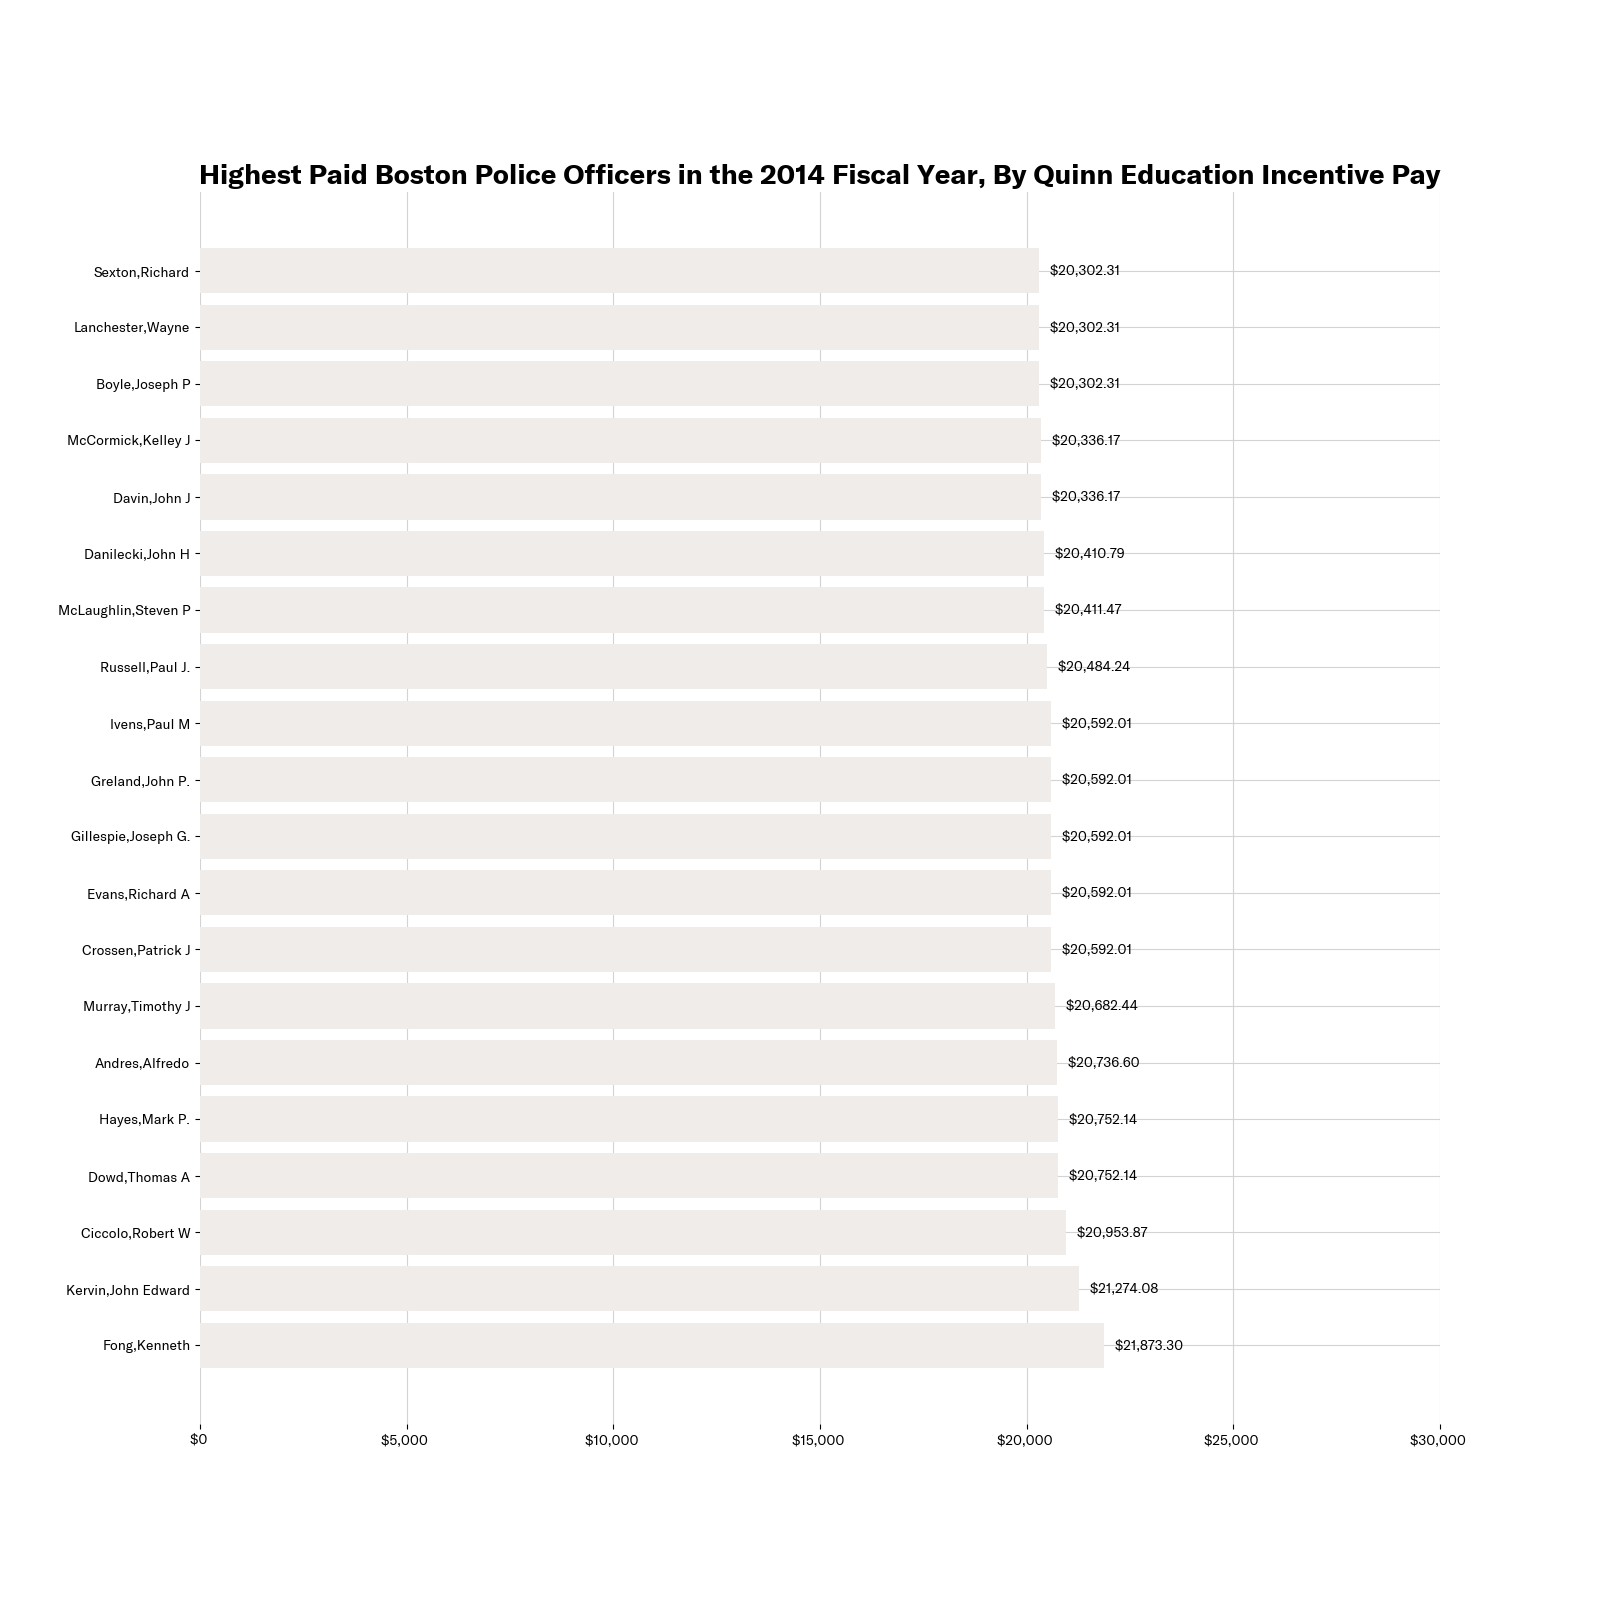 Highest Paid Boston Police Officers in the 2014 Fiscal Year, By Quinn Education Incentive Pay
Sexton,Richard $20,302.31
Lanchester,Wayne $20,302.31
Boyle,Joseph P $20,302.31
McCormick,Kelley J $20,336.17
Davin,John J $20,336.17
Danilecki,John H $20,410.79
McLaughlin,Steven P $20,411.47
Russell,Paul J. $20,484.24
Ivens,Paul M $20,592.01
Greland,John P. $20,592.01
Gillespie,Joseph G. $20,592.01
Evans,Richard A $20,592.01
Crossen,Patrick J $20,592.01
Murray,Timothy J $20,682.44
Andres,Alfredo $20,736.60
Hayes,Mark P. $20,752.14
Dowd,Thomas A $20,752.14
Ciccolo,Robert W $20,953.87
Kervin,John Edward $21,274.08
Fong,Kenneth $21,873.30
$0 $5,000 $10,000 $15,000 $20,000 $25,000 $30,000